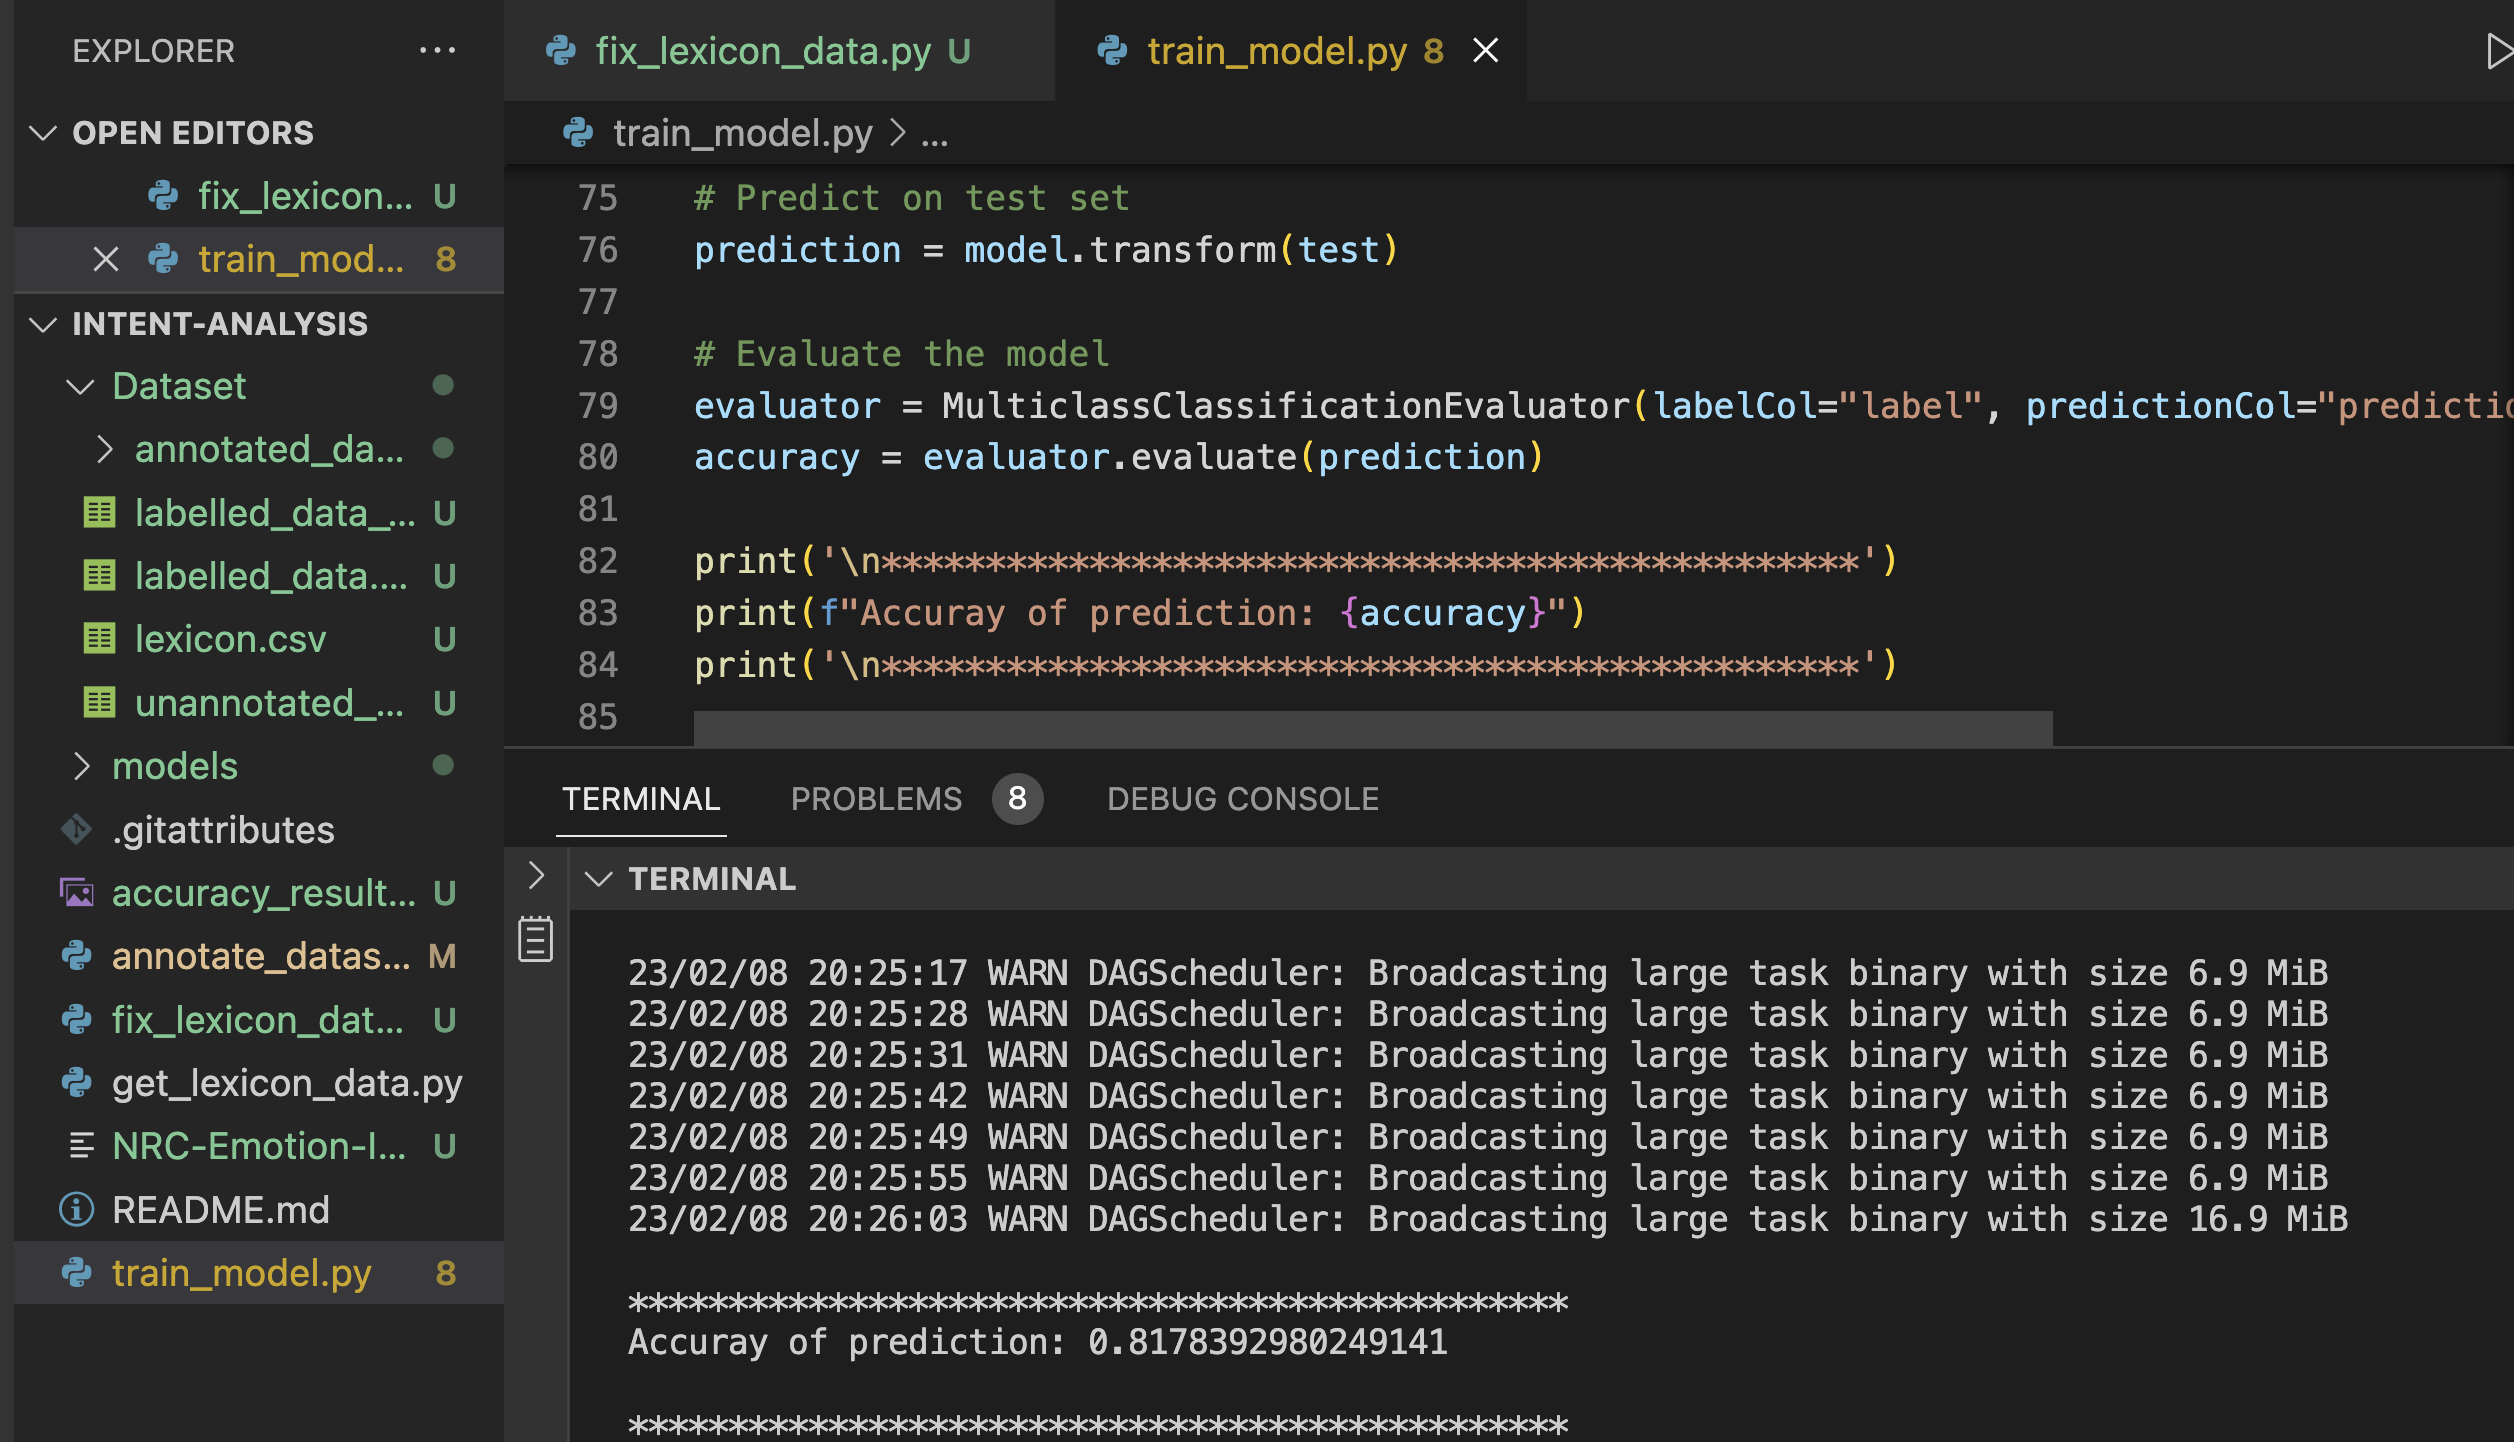 EXPLORER ...
OPEN EDITORS
fix_lexicon... U
train_mod... 8
INTENT-ANALYSIS
Dataset
annotated_da...
labelled_data_... U
labelled_data.... U
lexicon.csv U
unannotated_... U
models
.gitattributes
accuracy_result... U
annotate_datas... M
fix_lexicon_dat... U
get_lexicon_data.py
NRC-Emotion-l... U
README.md
train_model.py 8
fix_lexicon_data.py U
train_model.py 8
train_model.py > ...
75 # Predict on test set
76 prediction = model.transform(test)
77
78 # Evaluate the model
79 evaluator = MulticlassClassificationEvaluator(labelCol="label", predictionCol="predictio
80 accuracy = evaluator.evaluate(prediction)
81
82 print('\n***********************************************')
83 print(f"Accuray of prediction: {accuracy}")
84 print('\n***********************************************')
85
TERMINAL PROBLEMS 8 DEBUG CONSOLE
TERMINAL
23/02/08 20:25:17 WARN DAGScheduler: Broadcasting large task binary with size 6.9 MiB
23/02/08 20:25:28 WARN DAGScheduler: Broadcasting large task binary with size 6.9 MiB
23/02/08 20:25:31 WARN DAGScheduler: Broadcasting large task binary with size 6.9 MiB
23/02/08 20:25:42 WARN DAGScheduler: Broadcasting large task binary with size 6.9 MiB
23/02/08 20:25:49 WARN DAGScheduler: Broadcasting large task binary with size 6.9 MiB
23/02/08 20:25:55 WARN DAGScheduler: Broadcasting large task binary with size 6.9 MiB
23/02/08 20:26:03 WARN DAGScheduler: Broadcasting large task binary with size 16.9 MiB
***********************************************
Accuray of prediction: 0.8178392980249141
***********************************************